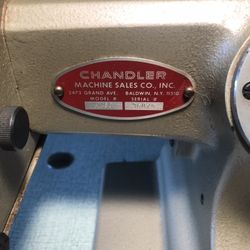 CHANDLER
MACHINE SALES CO., INC.
2473 GRAND AVE. BALDWIN, N.Y. 11510
MODEL # SERIAL #